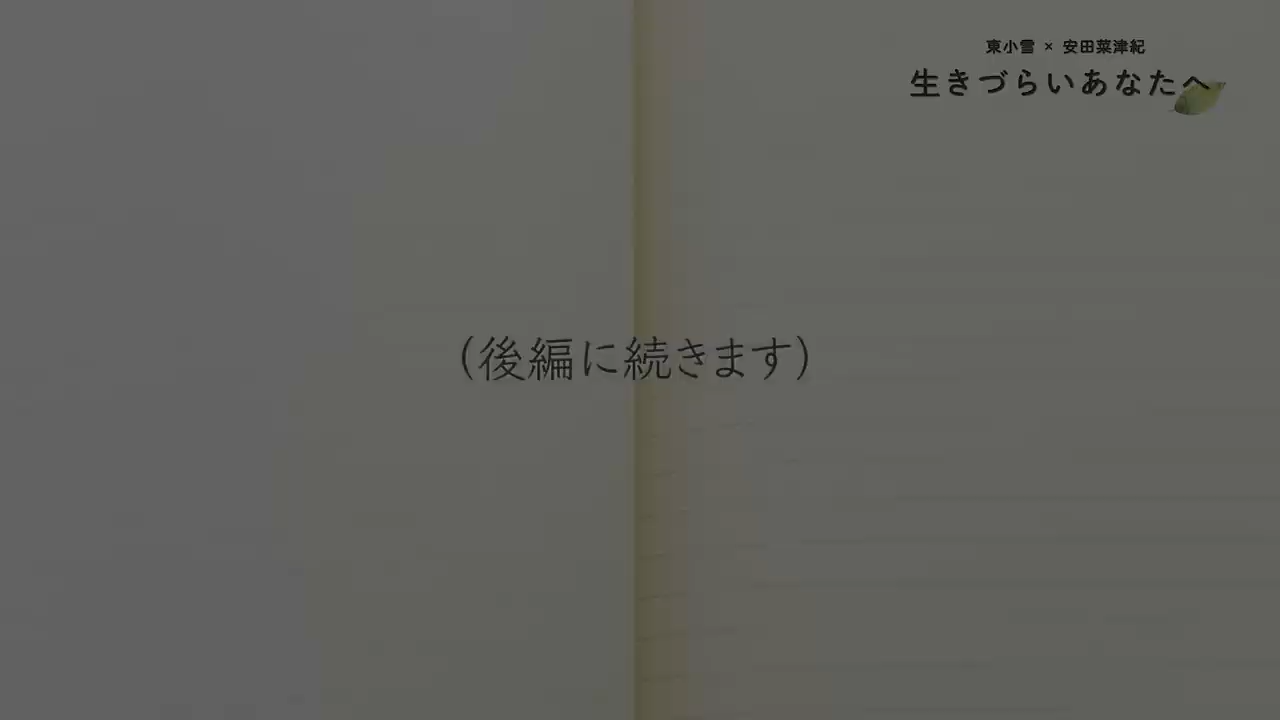 東小雪 × 安田菜津紀
生きづらいあなたへ
(後編に続きます)